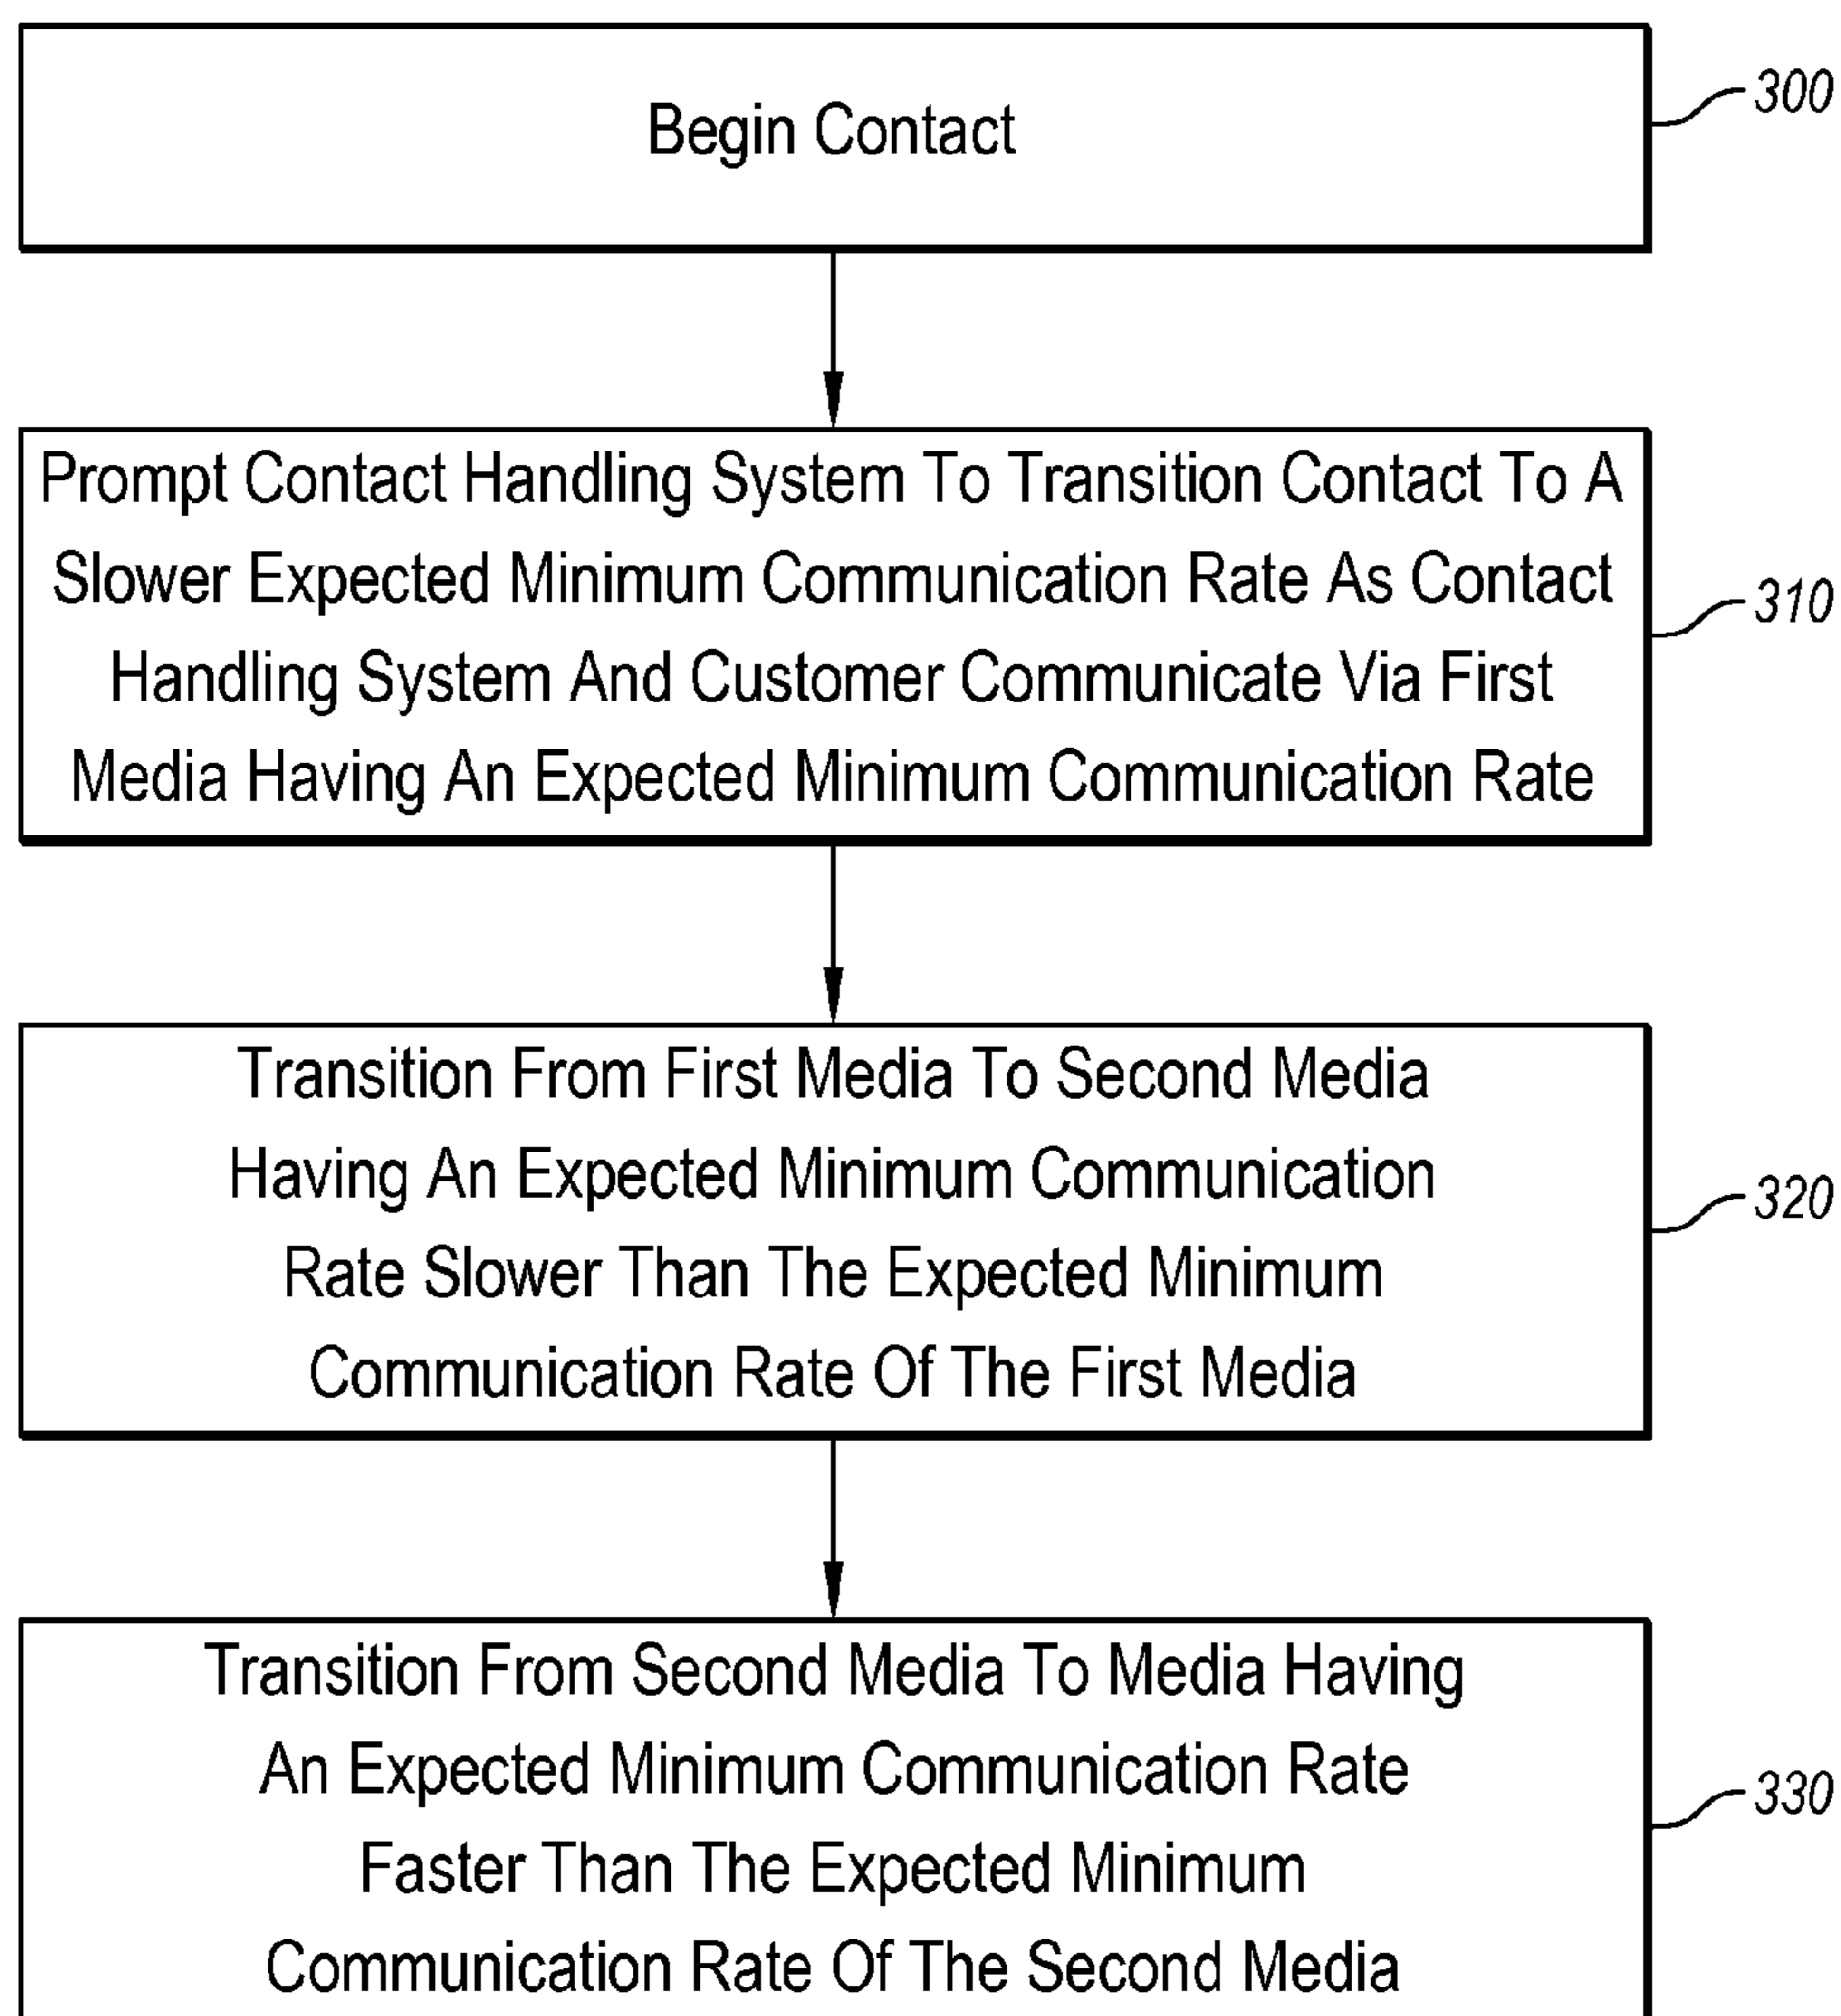 Begin Contact
300
Prompt Contact Handling System To Transition Contact To A
Slower Expected Minimum Communication Rate As Contact
Handling System And Customer Communicate Via First
Media Having An Expected Minimum Communication Rate
310
Transition From First Media To Second Media
Having An Expected Minimum Communication
Rate Slower Than The Expected Minimum
Communication Rate Of The First Media
320
Transition From Second Media To Media Having
An Expected Minimum Communication Rate
Faster Than The Expected Minimum
Communication Rate Of The Second Media
330